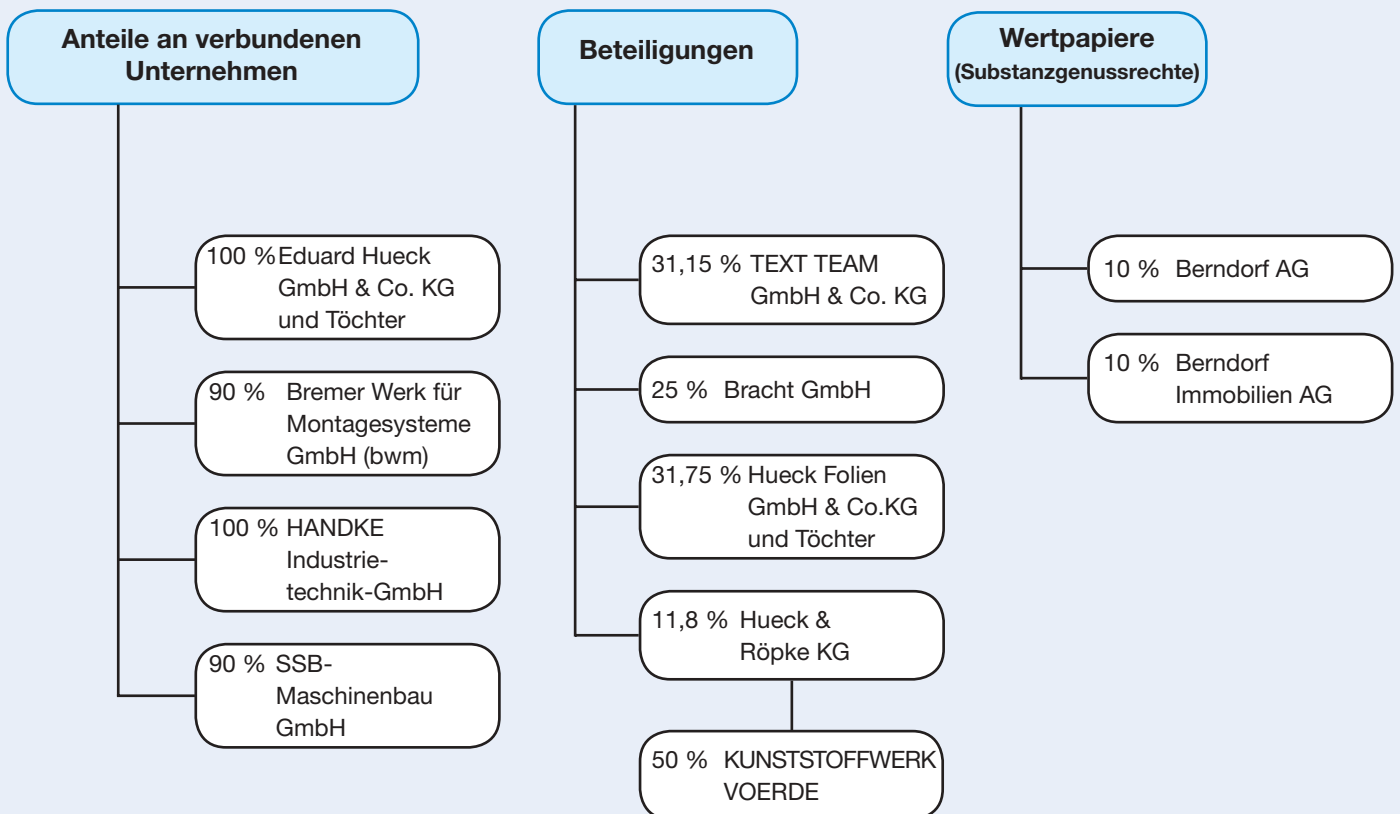 Anteile an verbundenen
Unternehmen
100 % Eduard Hueck
GmbH & Co. KG
und Töchter
90 % Bremer Werk für
Montagesysteme
GmbH (bwm)
100 % HANDKE
Industrie-
technik-GmbH
90 % SSB-
Maschinenbau
GmbH
Beteiligungen
31,15 % TEXT TEAM
GmbH & Co. KG
25 % Bracht GmbH
31,75 % Hueck Folien
GmbH & Co.KG
und Töchter
11,8 % Hueck &
Röpke KG
50 % KUNSTSTOFFWERK
VOERDE
Wertpapiere
(Substanzgenussrechte)
10 % Berndorf AG
10 % Berndorf
Immobilien AG